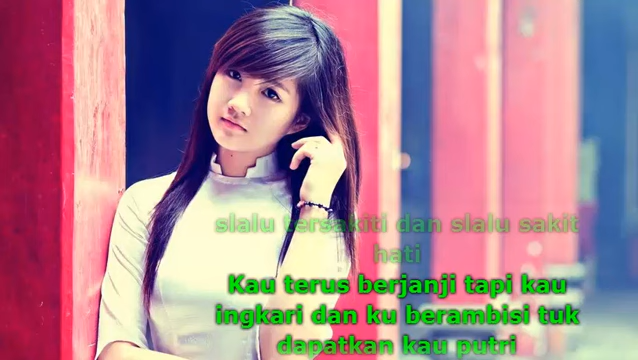 slalu tersakiti dan slalu sakit
hati
Kau terus berjanji tapi kau
ingkari dan ku berambisi tuk
dapatkan kau putri